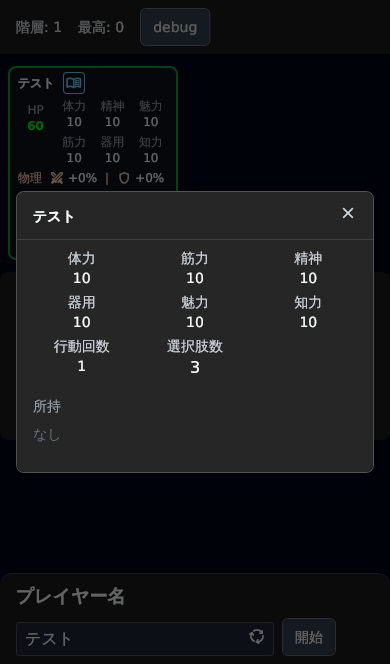 階層: 1 最高: 0 debug
テスト
HP 体力 精神 魅力
60 10 10 10
筋力 器用 知力
10 10 10
物理 +0% | +0%
テスト ×
体力 筋力 精神
10 10 10
器用 魅力 知力
10 10 10
行動回数 選択肢数
1 3
所持
なし
プレイヤー名
テスト 開始